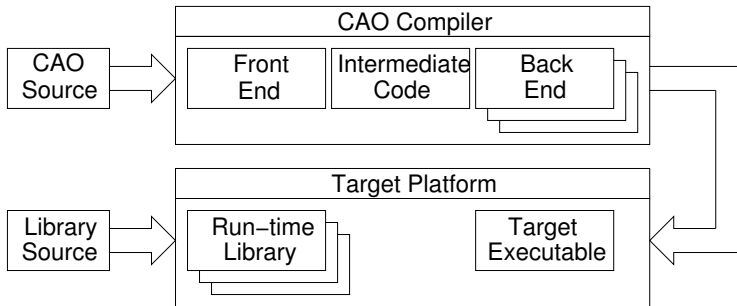 CAO Compiler
CAO
Source
Front
End
Intermediate
Code
Back
End
Target Platform
Library
Source
Run−time
Library
Target
Executable